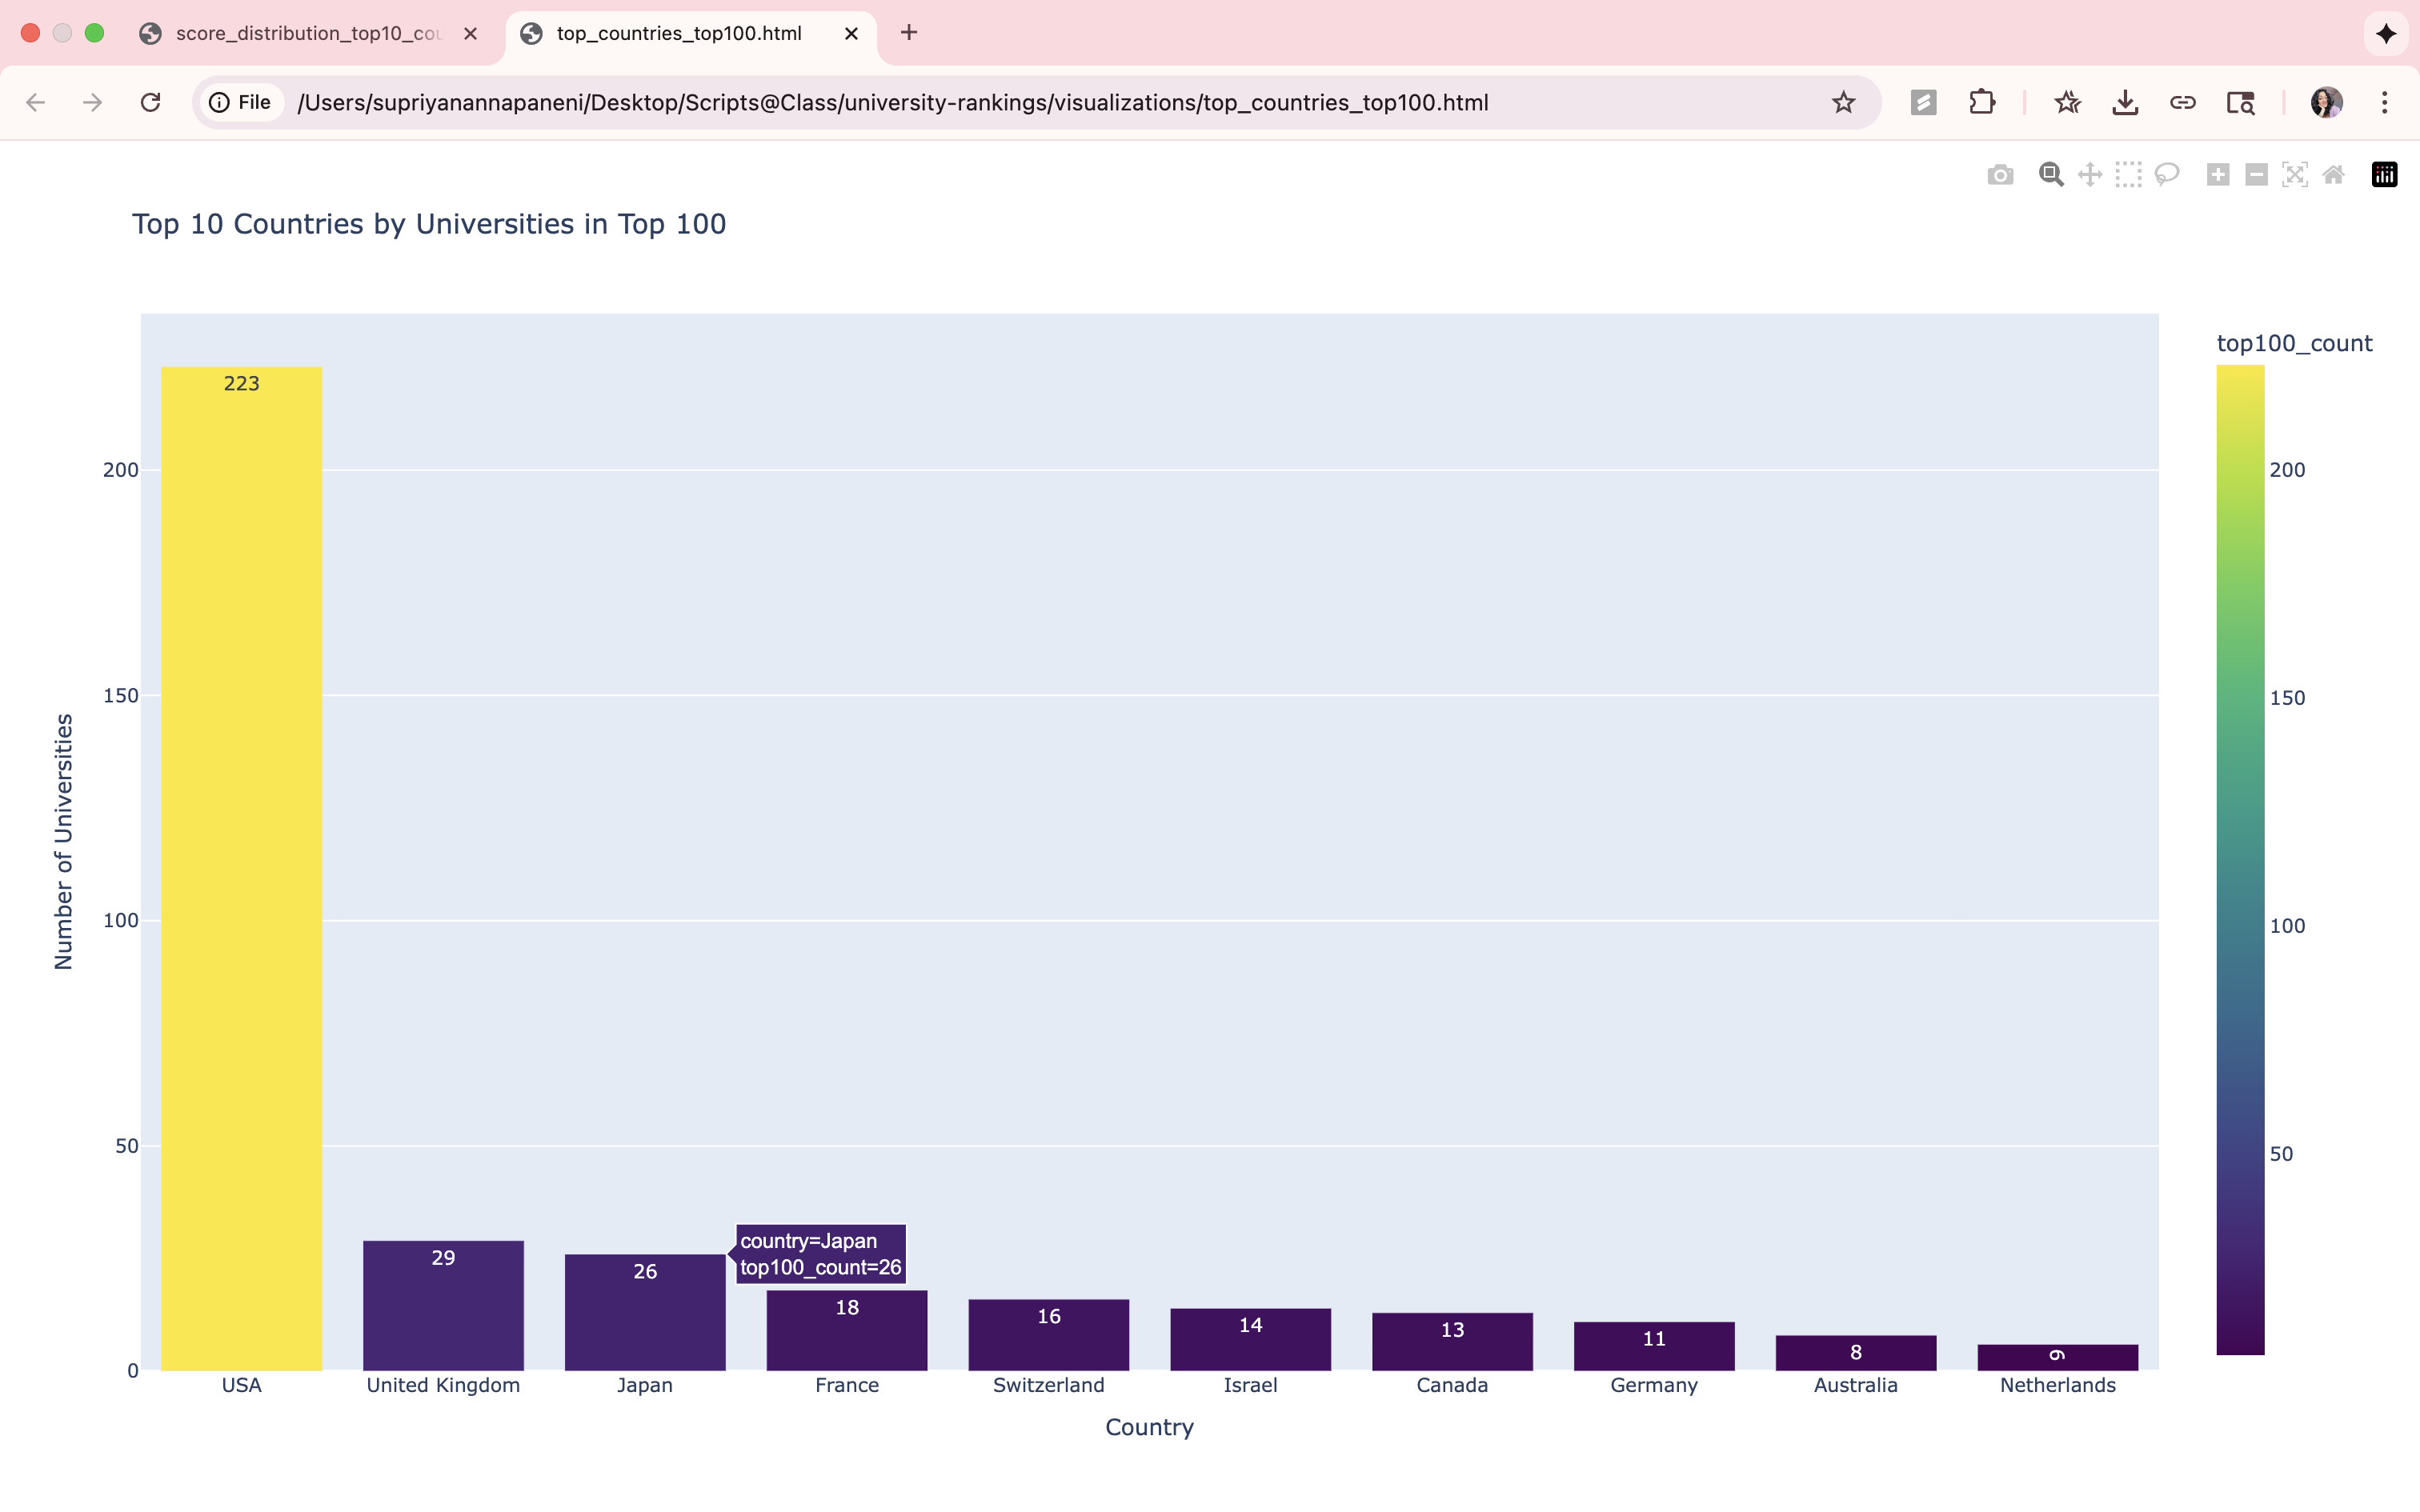 score_distribution_top10_cou
top_countries_top100.html
File
/Users/supriyanannapaneni/Desktop/Scripts@Class/university-rankings/visualizations/top_countries_top100.html
Top 10 Countries by Universities in Top 100
top100_count
223
200
150
100
50
0
Number of Universities
29
26
country=Japan
top100_count=26
18
16
14
13
11
8
6
USA
United Kingdom
Japan
France
Switzerland
Israel
Canada
Germany
Australia
Netherlands
Country
200
150
100
50